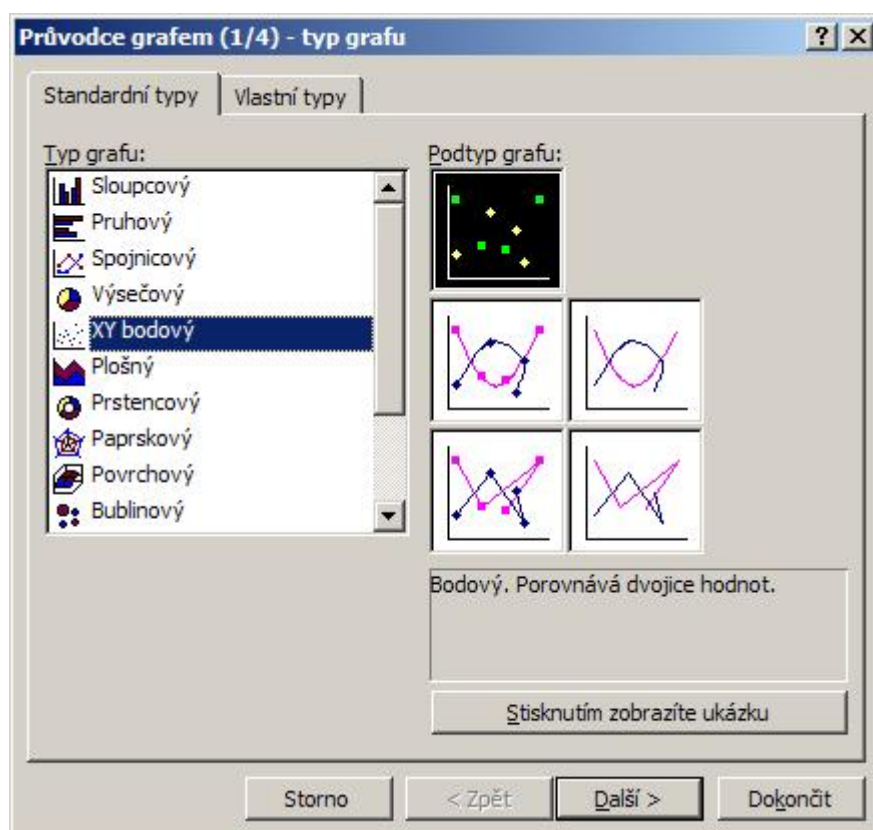 Průvodce grafem (1/4) - typ grafu
Standardní typy
Vlastní typy
Typ grafu:
Sloupcový
Pruhový
Spojnicový
Výsečový
XY bodový
Plošný
Prstencový
Paprskový
Povrchový
Bublinový
Podtyp grafu:
Bodový. Porovnává dvojice hodnot.
Stisknutím zobrazíte ukázku
Storno
< Zpět
Další >
Dokončit